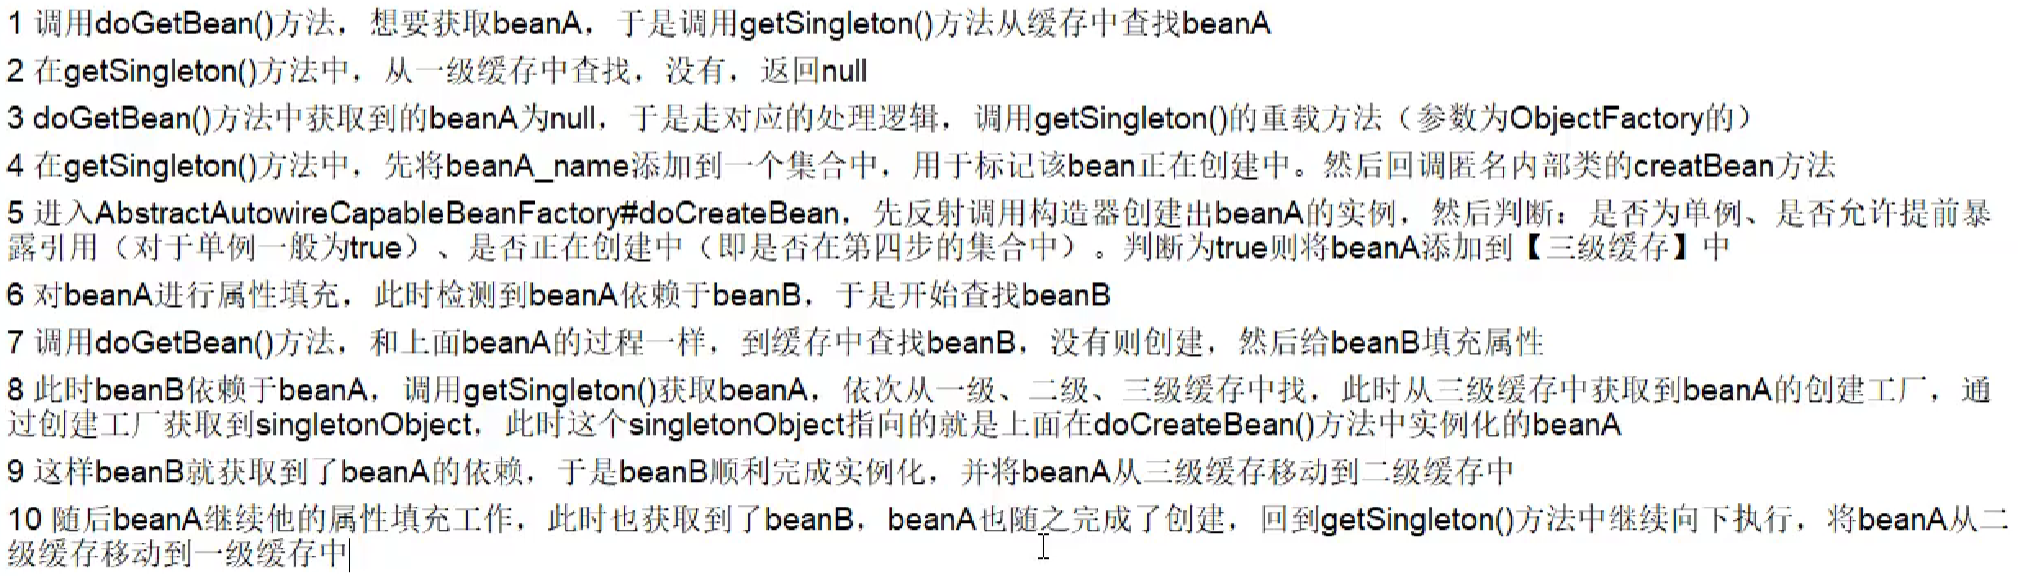 1 调用doGetBean()方法，想要获取beanA，于是调用getSingleton()方法从缓存中查找beanA
2 在getSingleton()方法中，从一级缓存中查找，没有，返回null
3 doGetBean()方法中获取到的beanA为null，于是走对应的处理逻辑，调用getSingleton()的重载方法（参数为ObjectFactory的）
4 在getSingleton()方法中，先将beanA_name添加到一个集合中，用于标记该bean正在创建中。然后回调匿名内部类的creatBean方法
5 进入AbstractAutowireCapableBeanFactory#doCreateBean，先反射调用构造器创建出beanA的实例，然后判断：是否为单例、是否允许提前暴
露引用（对于单例一般为true）、是否正在创建中（即是否在第四步的集合中）。判断为true则将beanA添加到【三级缓存】中
6 对beanA进行属性填充，此时检测到beanA依赖于beanB，于是开始查找beanB
7 调用doGetBean()方法，和上面beanA的过程一样，到缓存中查找beanB，没有则创建，然后给beanB填充属性
8 此时beanB依赖于beanA，调用getSingleton()获取beanA，依次从一级、二级、三级缓存中找，此时从三级缓存中获取到beanA的创建工厂，通
过创建工厂获取到singletonObject，此时这个singletonObject指向的就是上面在doCreateBean()方法中实例化的beanA
9 这样beanB就获取到了beanA的依赖，于是beanB顺利完成实例化，并将beanA从三级缓存移动到二级缓存中
10 随后beanA继续他的属性填充工作，此时也获取到了beanB，beanA也随之完成了创建，回到getSingleton()方法中继续向下执行，将beanA从二
级缓存移动到一级缓存中